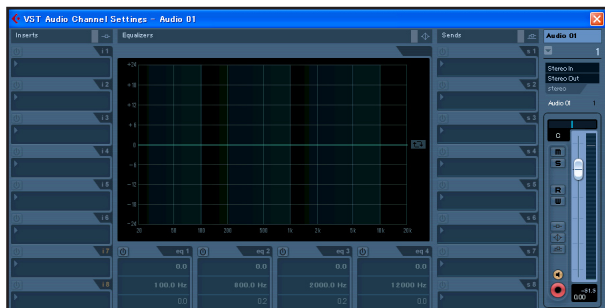 VST Audio Channel Settings - Audio 01
Inserts
Equalizers
Sends
Audio 01
i 1
i 2
i 3
i 4
i 5
i 6
i 7
i 8
+24
+18
+12
+6
0
-6
-12
-18
-24
20 50 100 200 500 1k 2k 5k 10k 20k
eq 1
0.0
100.0 Hz
0.0
eq 2
0.0
800.0 Hz
0.2
eq 3
0.0
2000.0 Hz
0.2
eq 4
0.0
12000 Hz
0.0
s 1
s 2
s 3
s 4
s 5
s 6
s 7
s 8
1
Stereo In
Stereo Out
stereo
Audio 01 1
C
m
S
R
W
-51.5
0.00